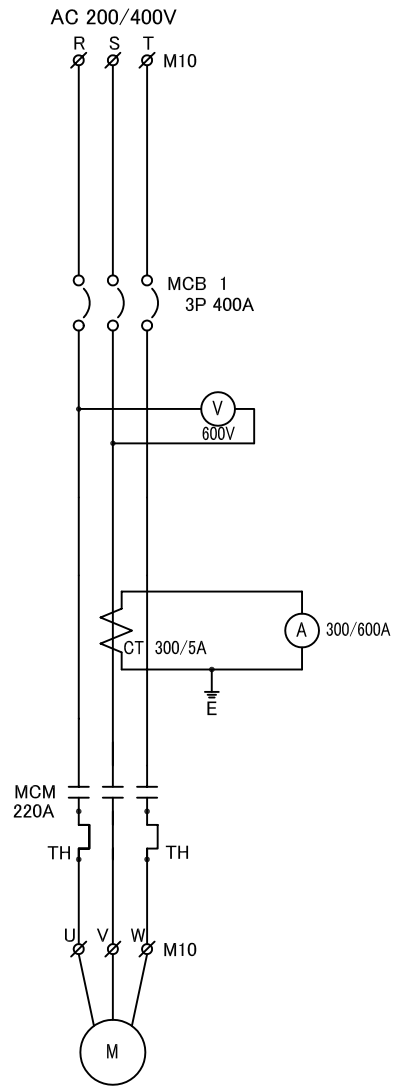 AC 200/400V
R S T
M10
MCB 1
3P 400A
V
600V
CT 300/5A
A
300/600A
E
MCM
220A
TH TH
U V W
M10
M